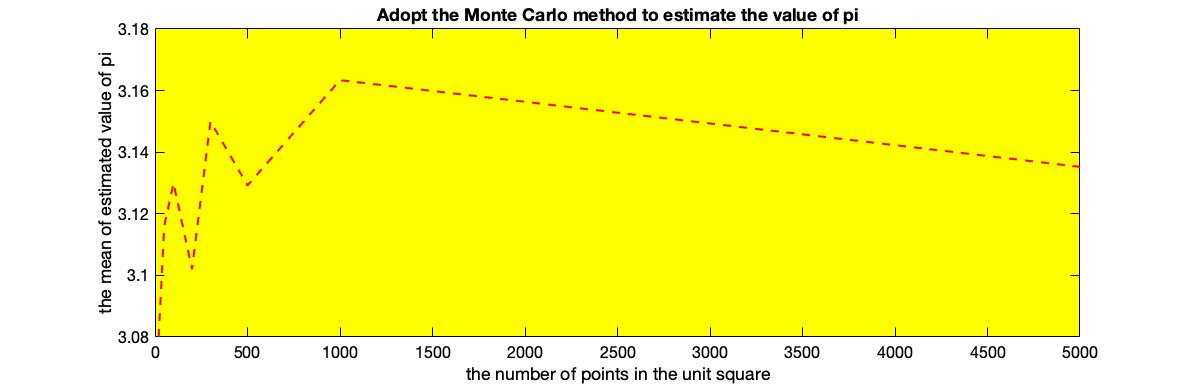 Adopt the Monte Carlo method to estimate the value of pi
the mean of estimated value of pi
3.18
3.16
3.14
3.12
3.1
3.08
0 500 1000 1500 2000 2500 3000 3500 4000 4500 5000
the number of points in the unit square